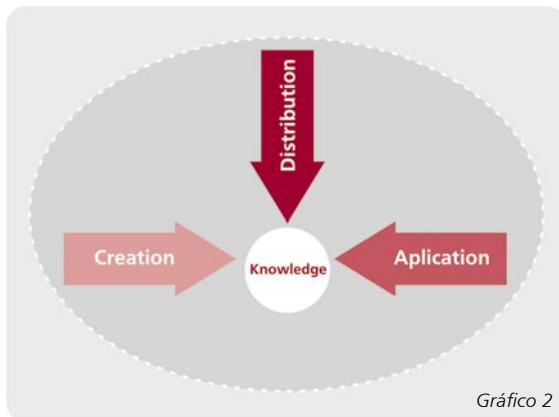 Distribution
Creation
Knowledge
Aplication
Gráfico 2